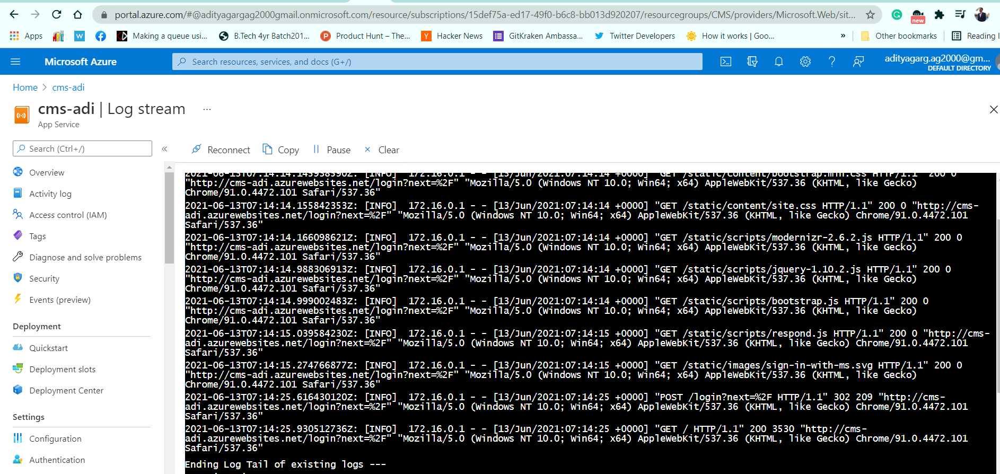 portal.azure.com/#@adityagargag2000gmail.onmicrosoft.com/resource/subscriptions/15def75a-ed17-49f0-b6c8-bb013d920207/resourcegroups/CMS/providers/Microsoft.Web/sit...
new
Apps
W
Making a queue usi...
B.Tech 4yr Batch201...
P
Product Hunt – The...
Y
Hacker News
GitKraken Ambassa...
Twitter Developers
How it works | Goo...
»
Other bookmarks
Reading l
Microsoft Azure
Search resources, services, and docs (G+/)
adityagarg.ag2000@gm...
DEFAULT DIRECTORY
Home > cms-adi
cms-adi | Log stream ...
App Service
Search (Ctrl+/)
«
Reconnect
Copy
Pause
Clear
Overview
Activity log
Access control (IAM)
Tags
Diagnose and solve problems
Security
Events (preview)
Deployment
Quickstart
Deployment slots
Deployment Center
Settings
Configuration
Authentication
2021-06-13T07:14:14.145938590Z: [INFO]  172.16.0.1 - - [13/Jun/2021:07:14:14 +0000] "GET /static/content/bootstrap.min.css HTTP/1.1" 200 0
"http://cms-adi.azurewebsites.net/login?next=%2F" "Mozilla/5.0 (Windows NT 10.0; Win64; x64) AppleWebKit/537.36 (KHTML, like Gecko)
Chrome/91.0.4472.101 Safari/537.36"
2021-06-13T07:14:14.155842353Z: [INFO]  172.16.0.1 - - [13/Jun/2021:07:14:14 +0000] "GET /static/content/site.css HTTP/1.1" 200 0 "http://cms-
adi.azurewebsites.net/login?next=%2F" "Mozilla/5.0 (Windows NT 10.0; Win64; x64) AppleWebKit/537.36 (KHTML, like Gecko) Chrome/91.0.4472.101
Safari/537.36"
2021-06-13T07:14:14.166098621Z: [INFO]  172.16.0.1 - - [13/Jun/2021:07:14:14 +0000] "GET /static/scripts/modernizr-2.6.2.js HTTP/1.1" 200 0
"http://cms-adi.azurewebsites.net/login?next=%2F" "Mozilla/5.0 (Windows NT 10.0; Win64; x64) AppleWebKit/537.36 (KHTML, like Gecko)
Chrome/91.0.4472.101 Safari/537.36"
2021-06-13T07:14:14.988306913Z: [INFO]  172.16.0.1 - - [13/Jun/2021:07:14:14 +0000] "GET /static/scripts/jquery-1.10.2.js HTTP/1.1" 200 0
"http://cms-adi.azurewebsites.net/login?next=%2F" "Mozilla/5.0 (Windows NT 10.0; Win64; x64) AppleWebKit/537.36 (KHTML, like Gecko)
Chrome/91.0.4472.101 Safari/537.36"
2021-06-13T07:14:14.999002483Z: [INFO]  172.16.0.1 - - [13/Jun/2021:07:14:14 +0000] "GET /static/scripts/bootstrap.js HTTP/1.1" 200 0
"http://cms-adi.azurewebsites.net/login?next=%2F" "Mozilla/5.0 (Windows NT 10.0; Win64; x64) AppleWebKit/537.36 (KHTML, like Gecko)
Chrome/91.0.4472.101 Safari/537.36"
2021-06-13T07:14:15.039584230Z: [INFO]  172.16.0.1 - - [13/Jun/2021:07:14:15 +0000] "GET /static/scripts/respond.js HTTP/1.1" 200 0 "http://cms-
adi.azurewebsites.net/login?next=%2F" "Mozilla/5.0 (Windows NT 10.0; Win64; x64) AppleWebKit/537.36 (KHTML, like Gecko) Chrome/91.0.4472.101
Safari/537.36"
2021-06-13T07:14:15.274766877Z: [INFO]  172.16.0.1 - - [13/Jun/2021:07:14:15 +0000] "GET /static/images/sign-in-with-ms.svg HTTP/1.1" 200 0
"http://cms-adi.azurewebsites.net/login?next=%2F" "Mozilla/5.0 (Windows NT 10.0; Win64; x64) AppleWebKit/537.36 (KHTML, like Gecko)
Chrome/91.0.4472.101 Safari/537.36"
2021-06-13T07:14:25.616430120Z: [INFO]  172.16.0.1 - - [13/Jun/2021:07:14:25 +0000] "POST /login?next=%2F HTTP/1.1" 302 209 "http://cms-
adi.azurewebsites.net/login?next=%2F" "Mozilla/5.0 (Windows NT 10.0; Win64; x64) AppleWebKit/537.36 (KHTML, like Gecko) Chrome/91.0.4472.101
Safari/537.36"
2021-06-13T07:14:25.930512736Z: [INFO]  172.16.0.1 - - [13/Jun/2021:07:14:25 +0000] "GET / HTTP/1.1" 200 3530 "http://cms-
adi.azurewebsites.net/login?next=%2F" "Mozilla/5.0 (Windows NT 10.0; Win64; x64) AppleWebKit/537.36 (KHTML, like Gecko) Chrome/91.0.4472.101
Safari/537.36"
Ending Log Tail of existing logs ---